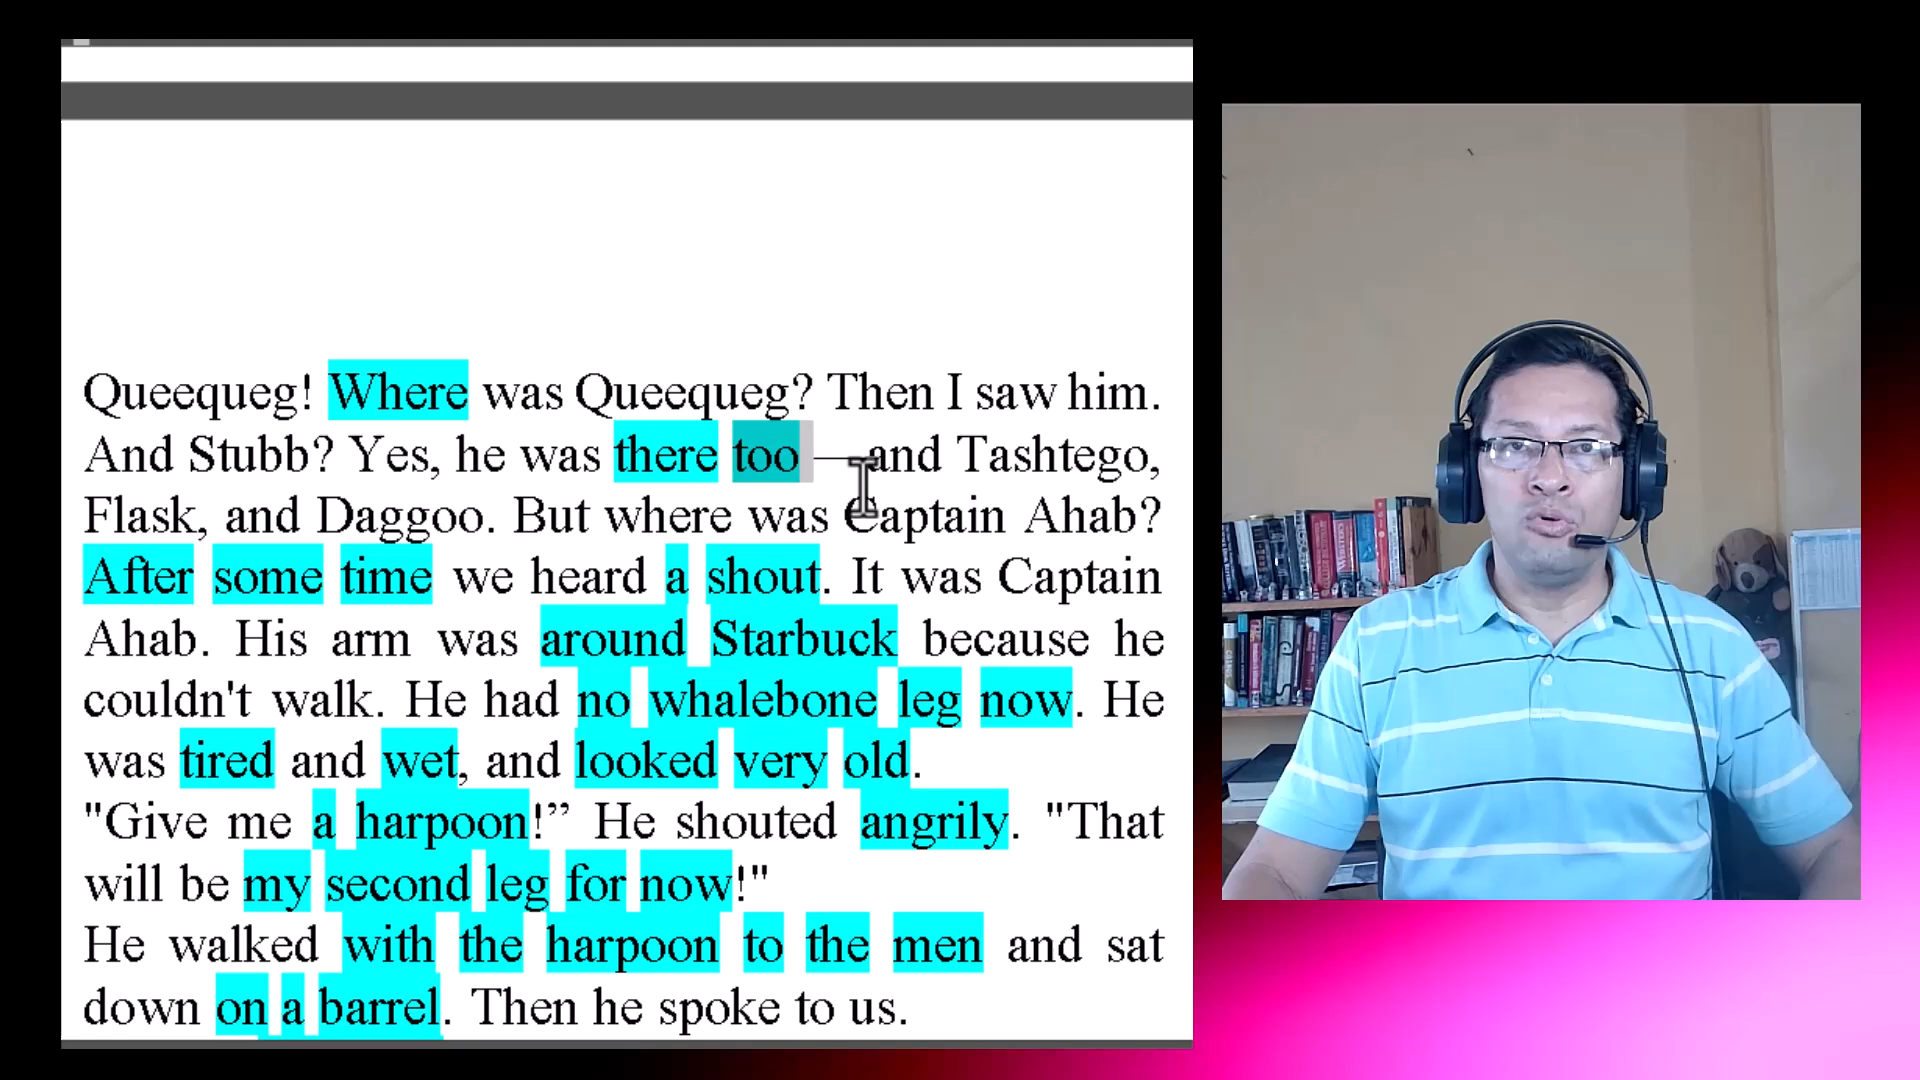 Queequeg! Where was Queequeg? Then I saw him.
And Stubb? Yes, he was there too — and Tashtego,
Flask, and Daggoo. But where was Captain Ahab?
After some time we heard a shout. It was Captain
Ahab. His arm was around Starbuck because he
couldn't walk. He had no whalebone leg now. He
was tired and wet, and looked very old.
"Give me a harpoon!” He shouted angrily. "That
will be my second leg for now!"
He walked with the harpoon to the men and sat
down on a barrel. Then he spoke to us.